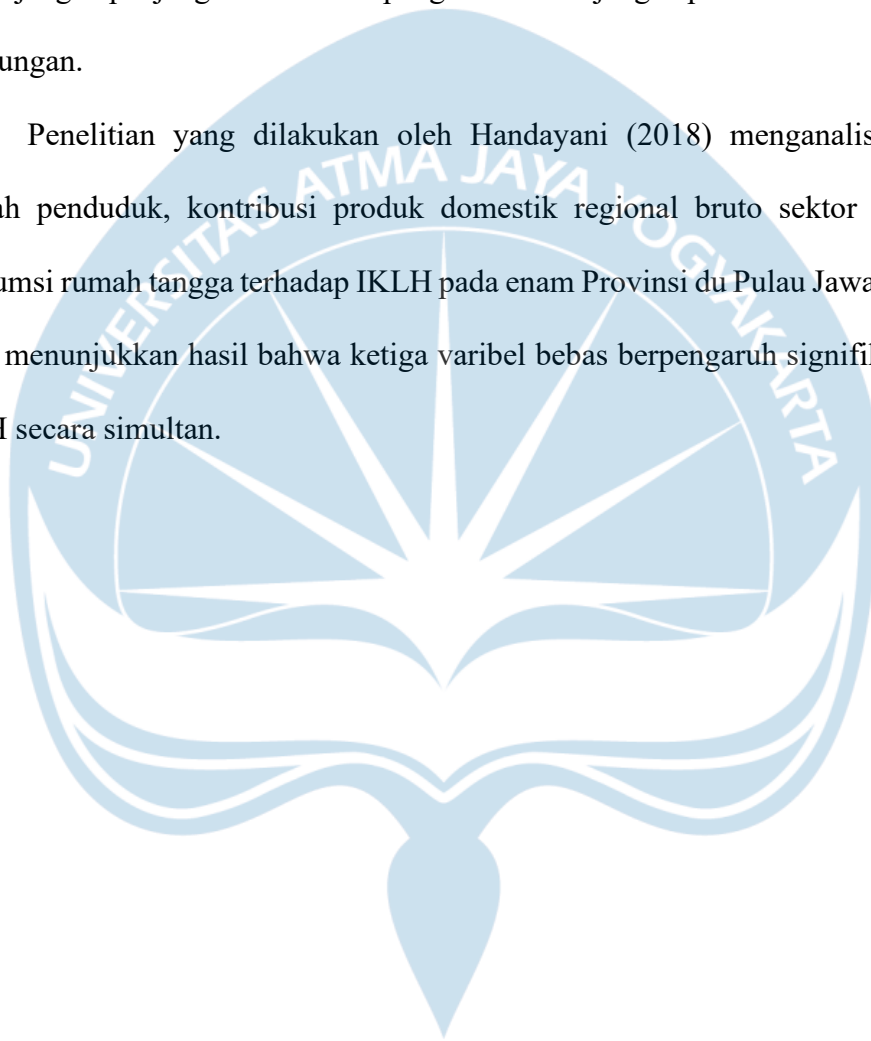 ungan.
Penelitian yang dilakukan oleh Handayani (2018) menganalis
ah penduduk, kontribusi produk domestik regional bruto sektor
umsi rumah tangga terhadap IKLH pada enam Provinsi du Pulau Jawa
menunjukkan hasil bahwa ketiga varibel bebas berpengaruh signifi
H secara simultan.
UNIVERSITAS ATMA JAYA YOGYAKARTA